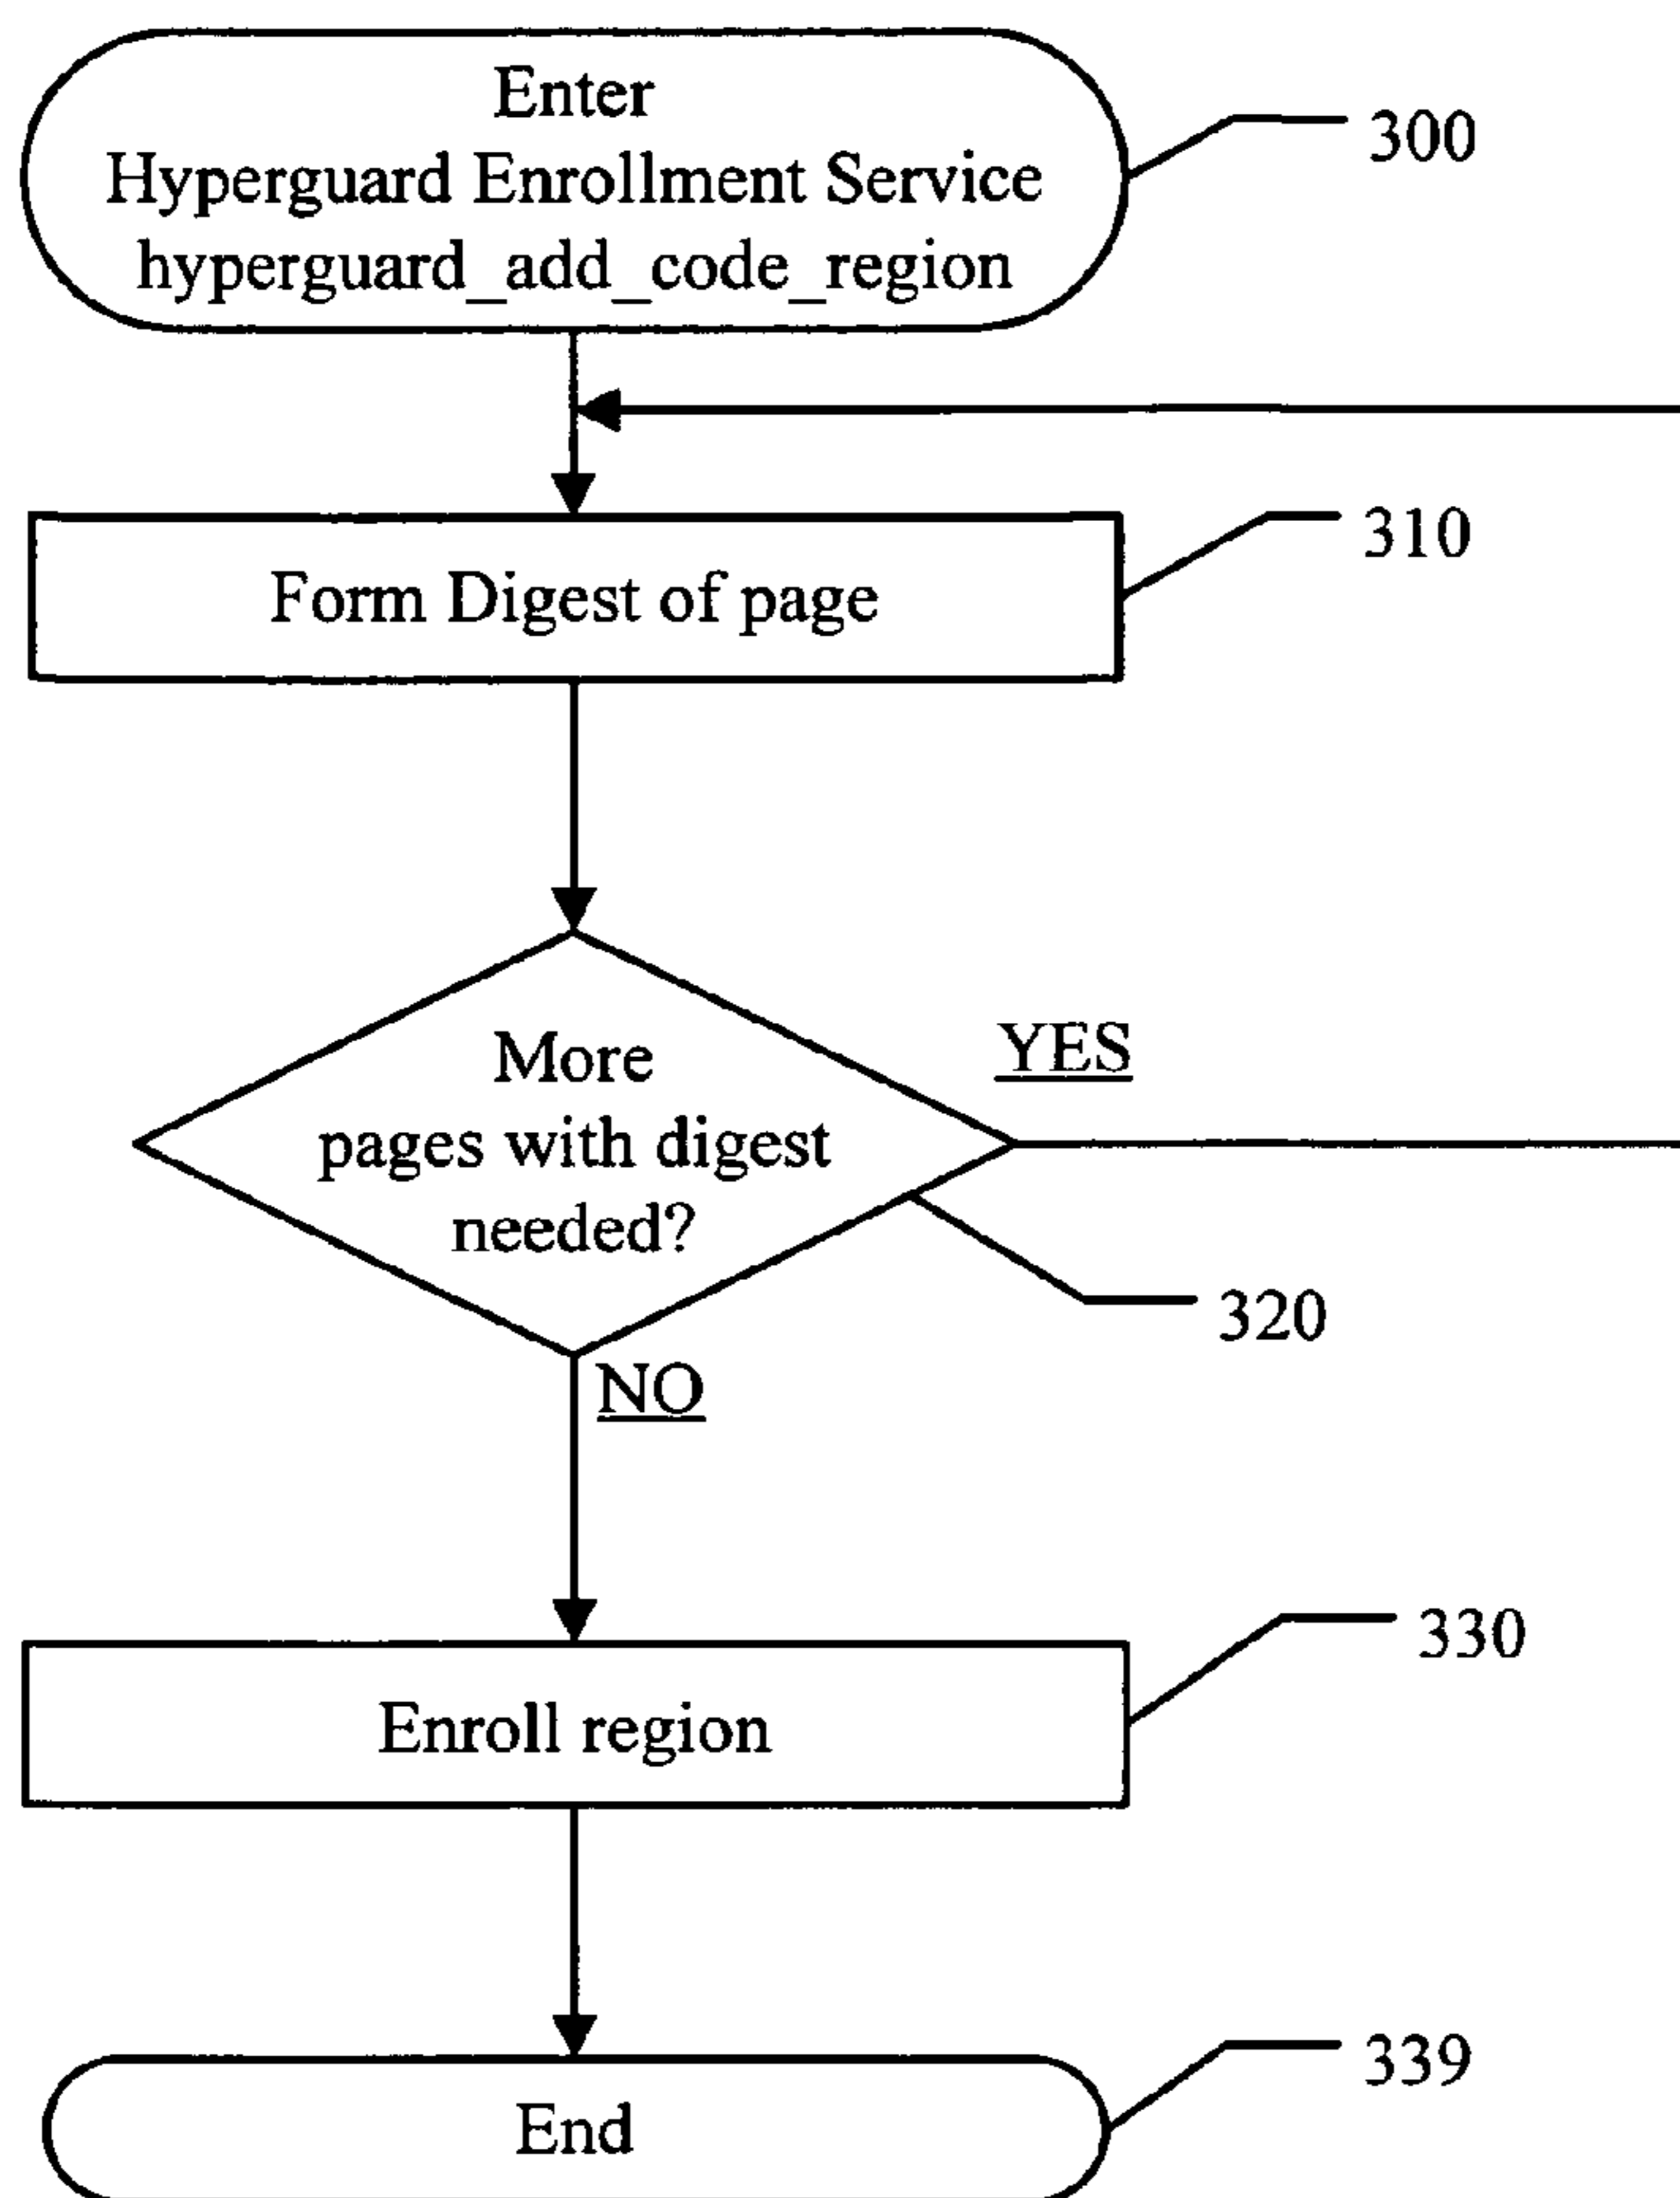 Enter
Hyperguard Enrollment Service
hyperguard_add_code_region
300
310
Form Digest of page
More
pages with digest
needed?
YES
320
NO
330
Enroll region
339
End